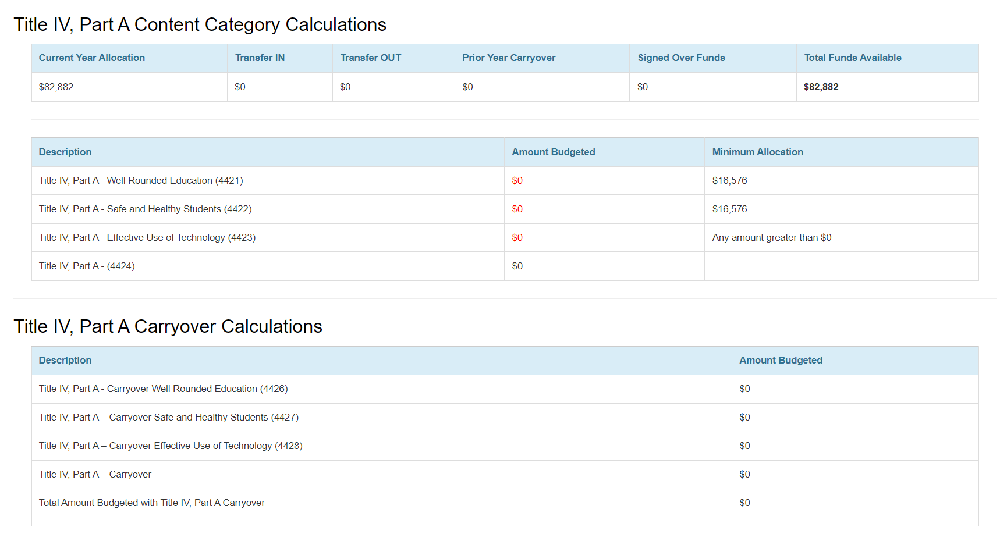 Title IV, Part A Content Category Calculations
Current Year Allocation Transfer IN Transfer OUT Prior Year Carryover Signed Over Funds Total Funds Available
$82,882 $0 $0 $0 $0 $82,882
Description Amount Budgeted Minimum Allocation
Title IV, Part A - Well Rounded Education (4421) $0 $16,576
Title IV, Part A - Safe and Healthy Students (4422) $0 $16,576
Title IV, Part A - Effective Use of Technology (4423) $0 Any amount greater than $0
Title IV, Part A - (4424) $0
Title IV, Part A Carryover Calculations
Description Amount Budgeted
Title IV, Part A - Carryover Well Rounded Education (4426) $0
Title IV, Part A – Carryover Safe and Healthy Students (4427) $0
Title IV, Part A – Carryover Effective Use of Technology (4428) $0
Title IV, Part A – Carryover $0
Total Amount Budgeted with Title IV, Part A Carryover $0